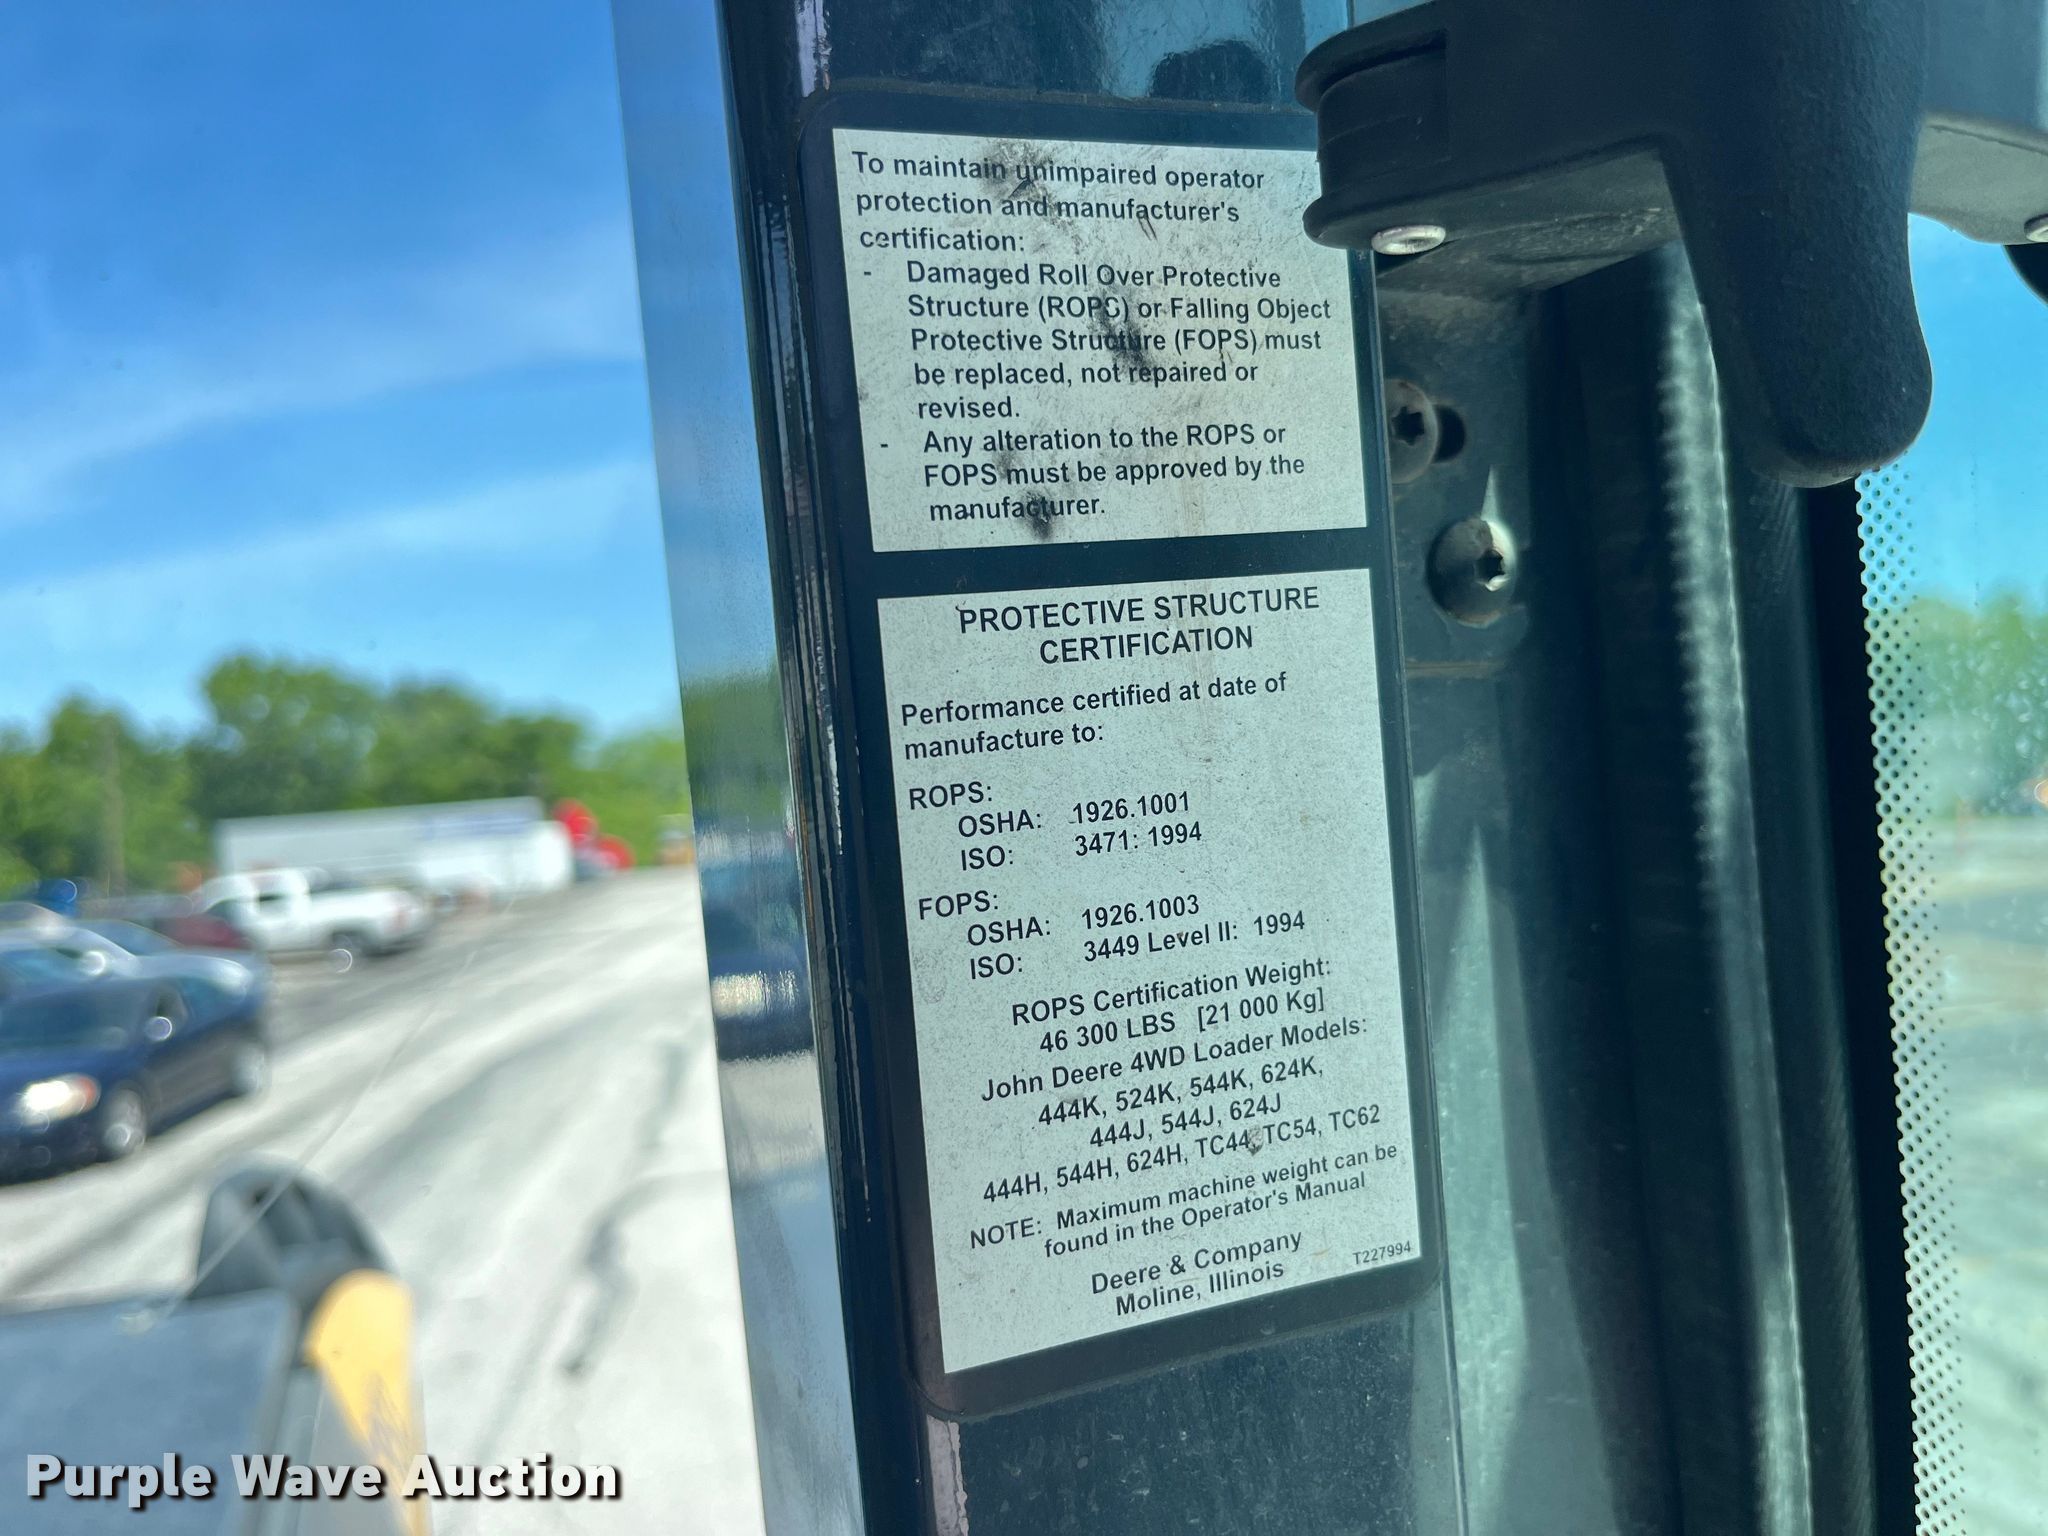 To maintain unimpaired operator
protection and manufacturer's
certification:
- Damaged Roll Over Protective
Structure (ROPS) or Falling Object
Protective Structure (FOPS) must
be replaced, not repaired or
revised.
- Any alteration to the ROPS or
FOPS must be approved by the
manufacturer.
PROTECTIVE STRUCTURE
CERTIFICATION
Performance certified at date of
manufacture to:
ROPS:
OSHA: 1926.1001
ISO: 3471: 1994
FOPS:
OSHA: 1926.1003
ISO: 3449 Level II: 1994
ROPS Certification Weight:
46 300 LBS [21 000 Kg]
John Deere 4WD Loader Models:
444K, 524K, 544K, 624K,
444J, 544J, 624J
444H, 544H, 624H, TC44, TC54, TC62
NOTE: Maximum machine weight can be
found in the Operator's Manual
Deere & Company
Moline, Illinois
T227994
Purple Wave Auction